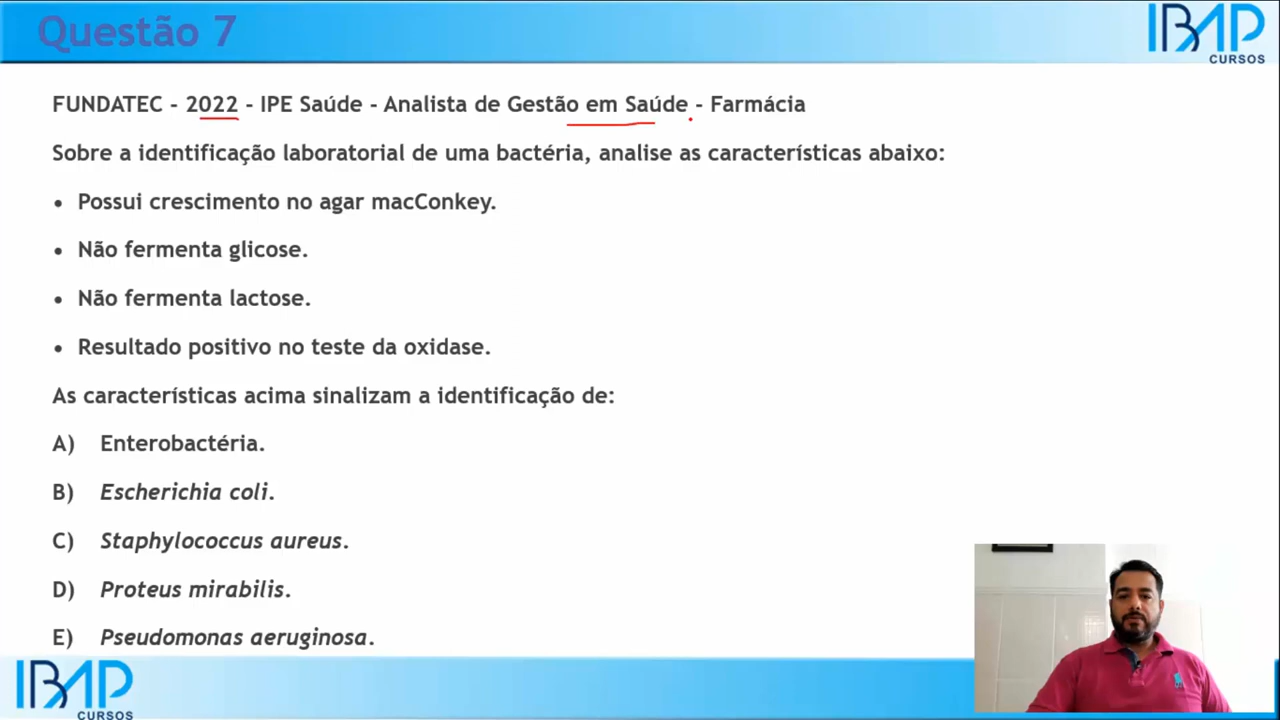 Questão 7
IBAP
CURSOS
FUNDATEC - 2022 - IPE Saúde - Analista de Gestão em Saúde - Farmácia
Sobre a identificação laboratorial de uma bactéria, analise as características abaixo:
• Possui crescimento no agar macConkey.
• Não fermenta glicose.
• Não fermenta lactose.
• Resultado positivo no teste da oxidase.
As características acima sinalizam a identificação de:
A) Enterobactéria.
B) Escherichia coli.
C) Staphylococcus aureus.
D) Proteus mirabilis.
E) Pseudomonas aeruginosa.
IBAP
CURSOS